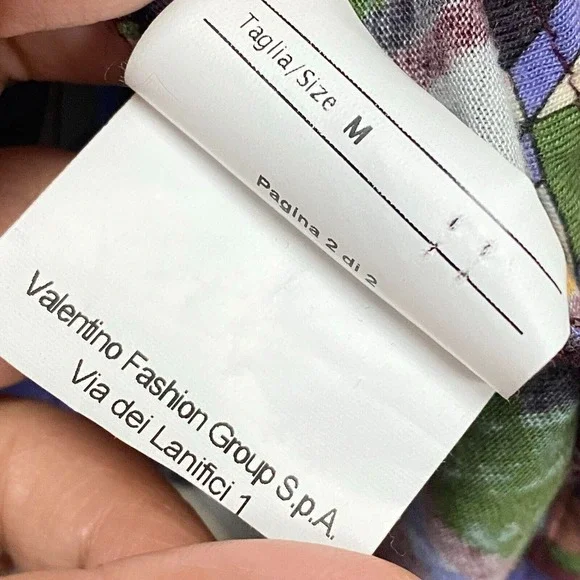 Taglia/Size M
Pagina 2 di 2
Valentino Fashion Group S.p.A.
Via dei Lanifici 1